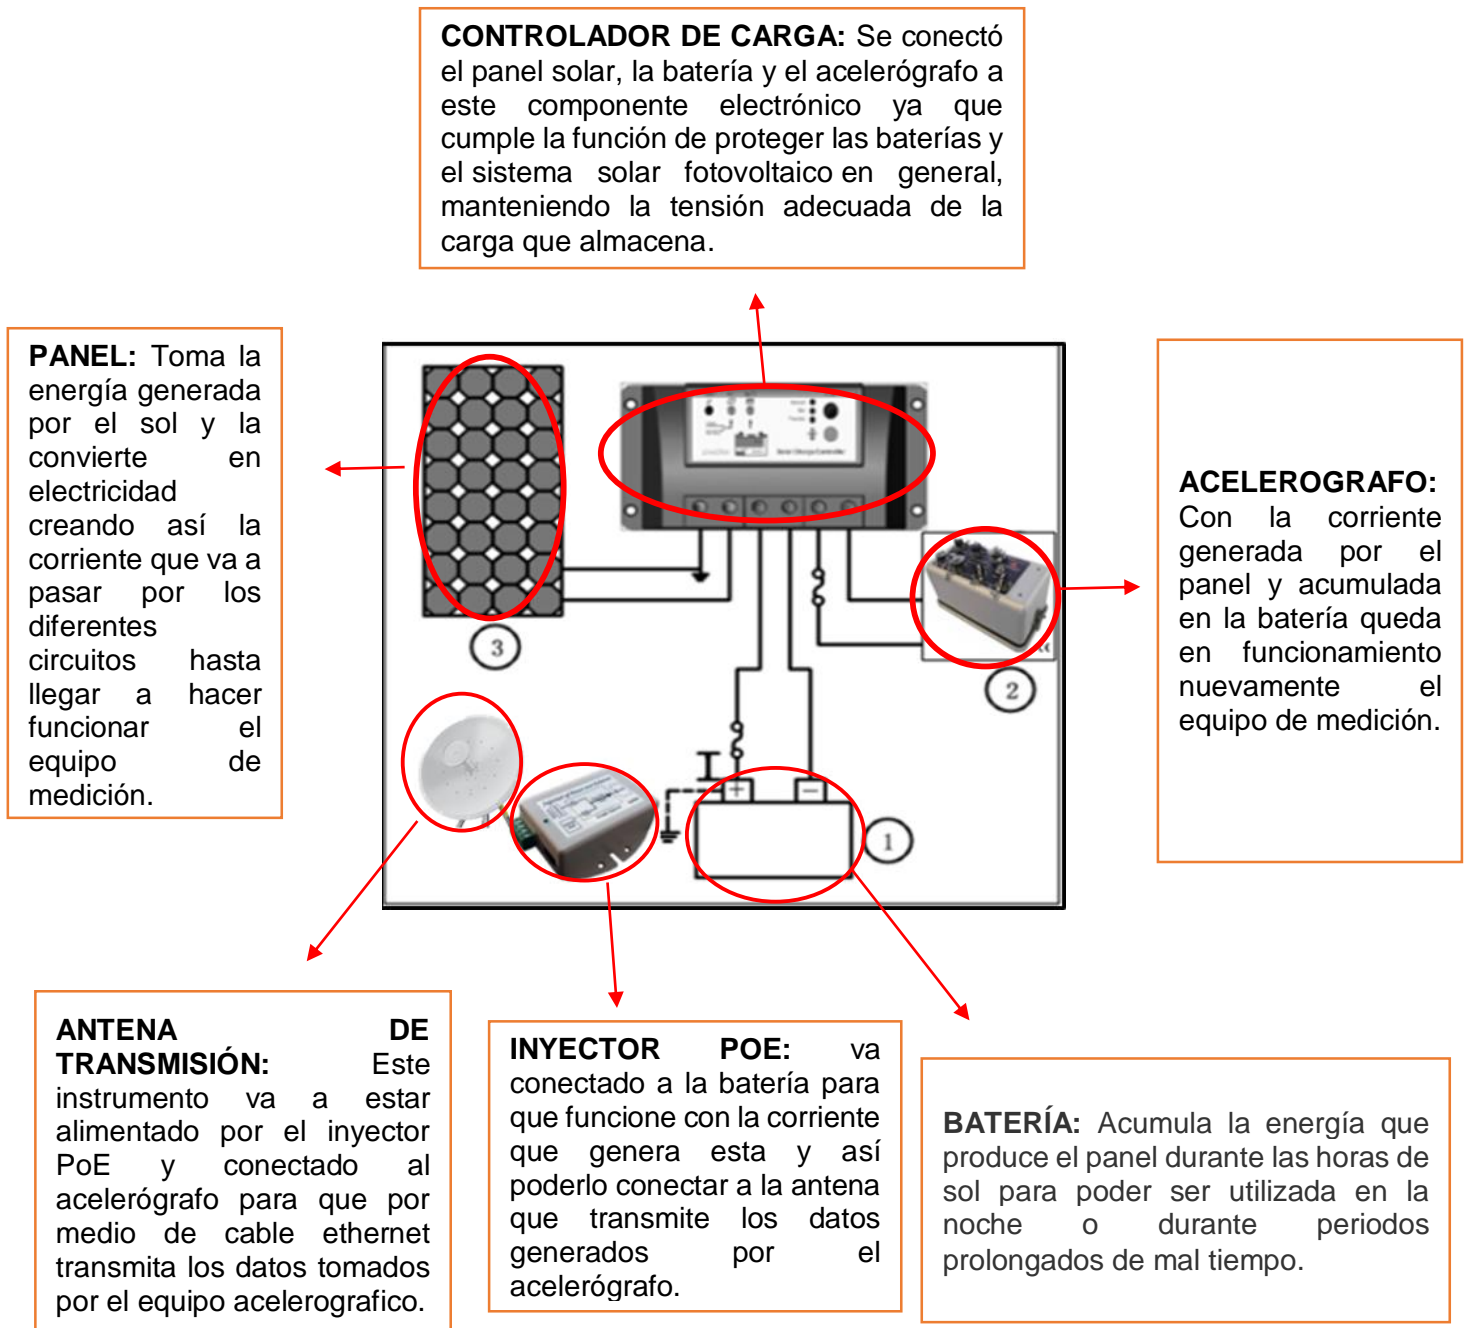 CONTROLADOR DE CARGA: Se conectó
el panel solar, la batería y el acelerógrafo a
este componente electrónico ya que
cumple la función de proteger las baterías y
el sistema solar fotovoltaico en general,
manteniendo la tensión adecuada de la
carga que almacena.
PANEL: Toma la
energía generada
por el sol y la
convierte en
electricidad
creando así la
corriente que va a
pasar por los
diferentes
circuitos hasta
llegar a hacer
funcionar el
equipo de
medición.
ACELEROGRAFO:
Con la corriente
generada por el
panel y acumulada
en la batería queda
en funcionamiento
nuevamente el
equipo de medición.
Solar Charge Controller
3
2
+
−
1
ANTENA DE
TRANSMISIÓN: Este
instrumento va a estar
alimentado por el inyector
PoE y conectado al
acelerógrafo para que por
medio de cable ethernet
transmita los datos tomados
por el equipo acelerografico.
INYECTOR POE: va
conectado a la batería para
que funcione con la corriente
que genera esta y así
poderlo conectar a la antena
que transmite los datos
generados por el
acelerógrafo.
BATERÍA: Acumula la energía que
produce el panel durante las horas de
sol para poder ser utilizada en la
noche o durante periodos
prolongados de mal tiempo.